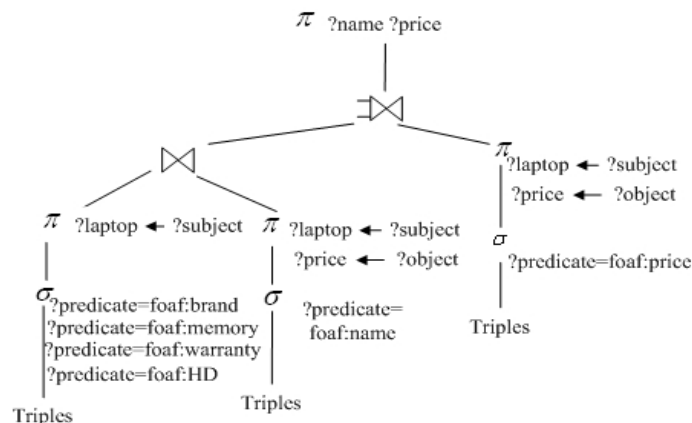 π ?name ?price
π
?laptop ← ?subject
?price ← ?object
π ?laptop ← ?subject
π ?laptop ← ?subject
?price ← ?object
σ
?predicate=foaf:price
σ
?predicate=foaf:brand
?predicate=foaf:memory
?predicate=foaf:warranty
?predicate=foaf:HD
σ
?predicate=
foaf:name
Triples
Triples
Triples